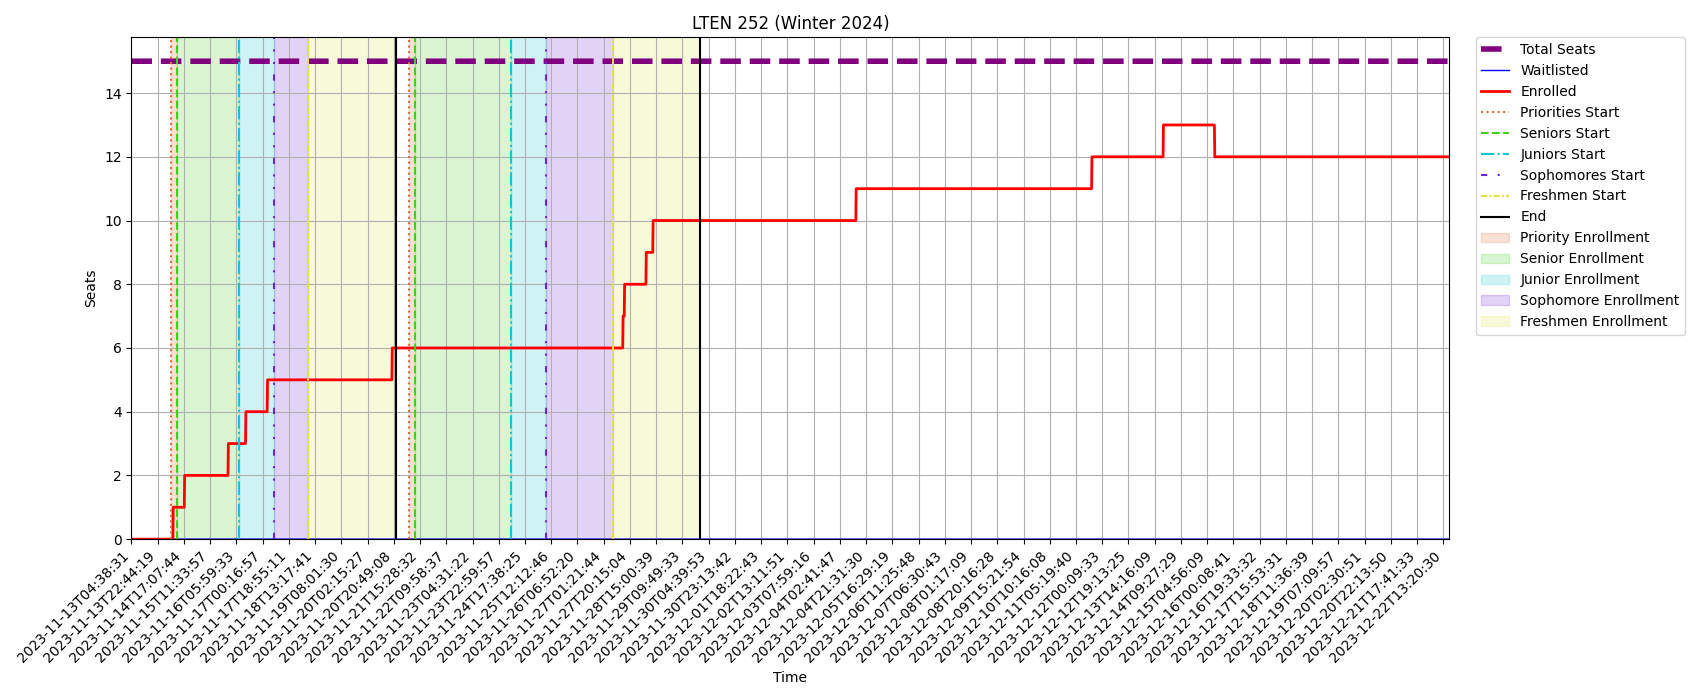 LTEN 252 (Winter 2024)
Seats
14
12
10
8
6
4
2
0
2023-11-13T04:38:31
2023-11-13T22:44:19
2023-11-14T17:07:44
2023-11-15T11:33:57
2023-11-16T05:59:33
2023-11-17T00:16:57
2023-11-17T18:55:11
2023-11-18T13:17:41
2023-11-19T08:01:30
2023-11-20T02:15:27
2023-11-20T20:49:08
2023-11-21T15:28:32
2023-11-22T09:58:37
2023-11-23T04:31:22
2023-11-23T22:59:57
2023-11-24T17:38:25
2023-11-25T12:12:46
2023-11-26T06:52:20
2023-11-27T01:21:44
2023-11-27T20:15:04
2023-11-28T15:00:39
2023-11-29T09:49:33
2023-11-30T04:39:53
2023-11-30T23:13:42
2023-12-01T18:22:43
2023-12-02T13:11:51
2023-12-03T07:59:16
2023-12-04T02:41:47
2023-12-04T21:31:30
2023-12-05T16:29:19
2023-12-06T11:25:48
2023-12-07T06:30:43
2023-12-08T01:17:09
2023-12-08T20:16:28
2023-12-09T15:21:54
2023-12-10T10:16:08
2023-12-11T05:19:40
2023-12-12T00:09:33
2023-12-12T19:13:25
2023-12-13T14:16:09
2023-12-14T09:27:29
2023-12-15T04:56:09
2023-12-16T00:08:41
2023-12-16T19:33:32
2023-12-17T15:53:31
2023-12-18T11:36:39
2023-12-19T07:09:57
2023-12-20T02:30:51
2023-12-20T22:13:50
2023-12-21T17:41:33
2023-12-22T13:20:30
Time
Total Seats
Waitlisted
Enrolled
Priorities Start
Seniors Start
Juniors Start
Sophomores Start
Freshmen Start
End
Priority Enrollment
Senior Enrollment
Junior Enrollment
Sophomore Enrollment
Freshmen Enrollment